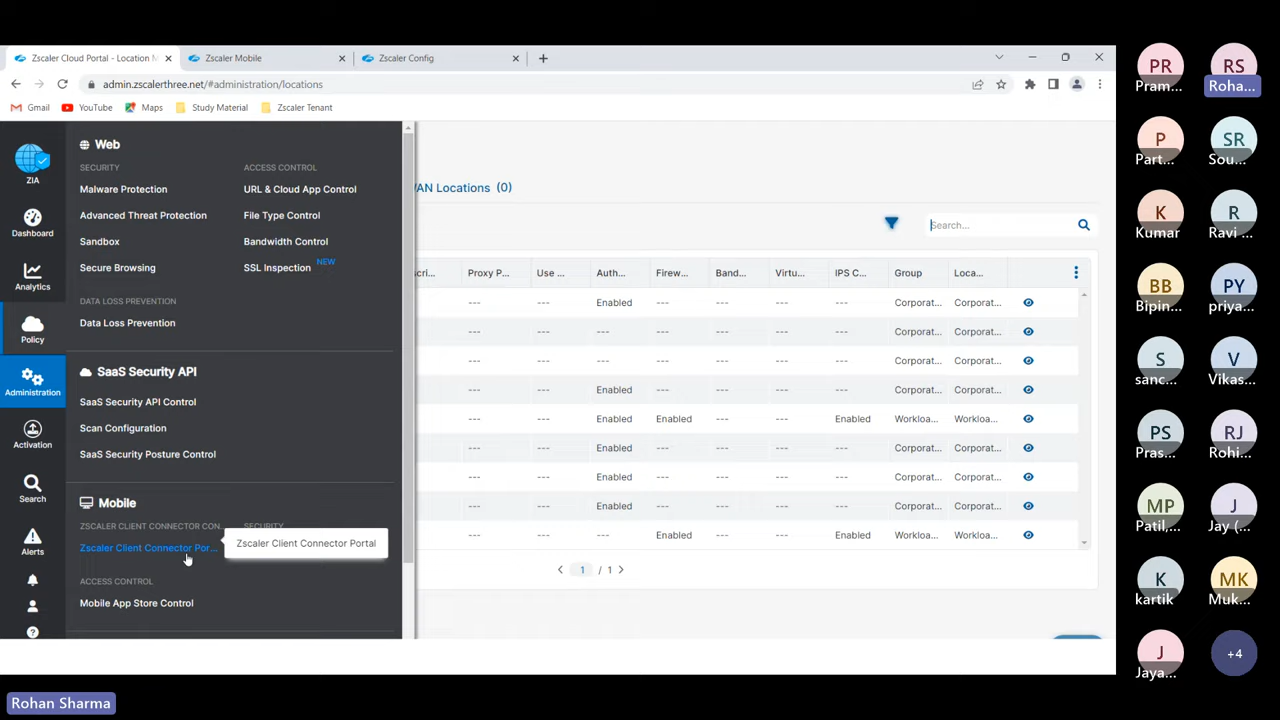 Zscaler Cloud Portal - Location M
Zscaler Mobile
Zscaler Config
admin.zscalerthree.net/#administration/locations
Gmail
YouTube
Maps
Study Material
Zscaler Tenant
ZIA
Dashboard
Analytics
Policy
Administration
Activation
Search
Alerts
Web
SECURITY
ACCESS CONTROL
Malware Protection
URL & Cloud App Control
Advanced Threat Protection
File Type Control
Sandbox
Bandwidth Control
Secure Browsing
SSL Inspection NEW
DATA LOSS PREVENTION
Data Loss Prevention
SaaS Security API
SaaS Security API Control
Scan Configuration
SaaS Security Posture Control
Mobile
ZSCALER CLIENT CONNECTOR CON...
SECURITY
Zscaler Client Connector Por...
Zscaler Client Connector Portal
ACCESS CONTROL
Mobile App Store Control
WAN Locations (0)
Search...
scri... Proxy P... Use ... Auth... Firew... Band... Virtu... IPS C... Group Loca...
--- --- Enabled --- --- --- --- Corporat... Corporat...
--- --- --- --- --- --- --- Corporat... Corporat...
--- --- --- --- --- --- --- Corporat... Corporat...
--- --- Enabled --- --- --- --- Corporat... Corporat...
--- --- Enabled Enabled --- --- Enabled Workloa... Workloa...
--- --- Enabled --- --- --- --- Corporat... Corporat...
--- --- Enabled --- --- --- --- Corporat... Corporat...
--- --- Enabled --- --- --- --- Corporat... Corporat...
--- --- --- Enabled --- --- Enabled Workloa... Workloa...
1 / 1
PR
Pram...
RS
Roha...
P
Part...
SR
Sou...
K
Kumar
R
Ravi ...
BB
Bipin...
PY
priya...
S
sanc...
V
Vikas...
PS
Pras...
RJ
Rohi...
MP
Patil,...
J
Jay (...
K
kartik
MK
Muk...
J
Jaya...
+4
Rohan Sharma